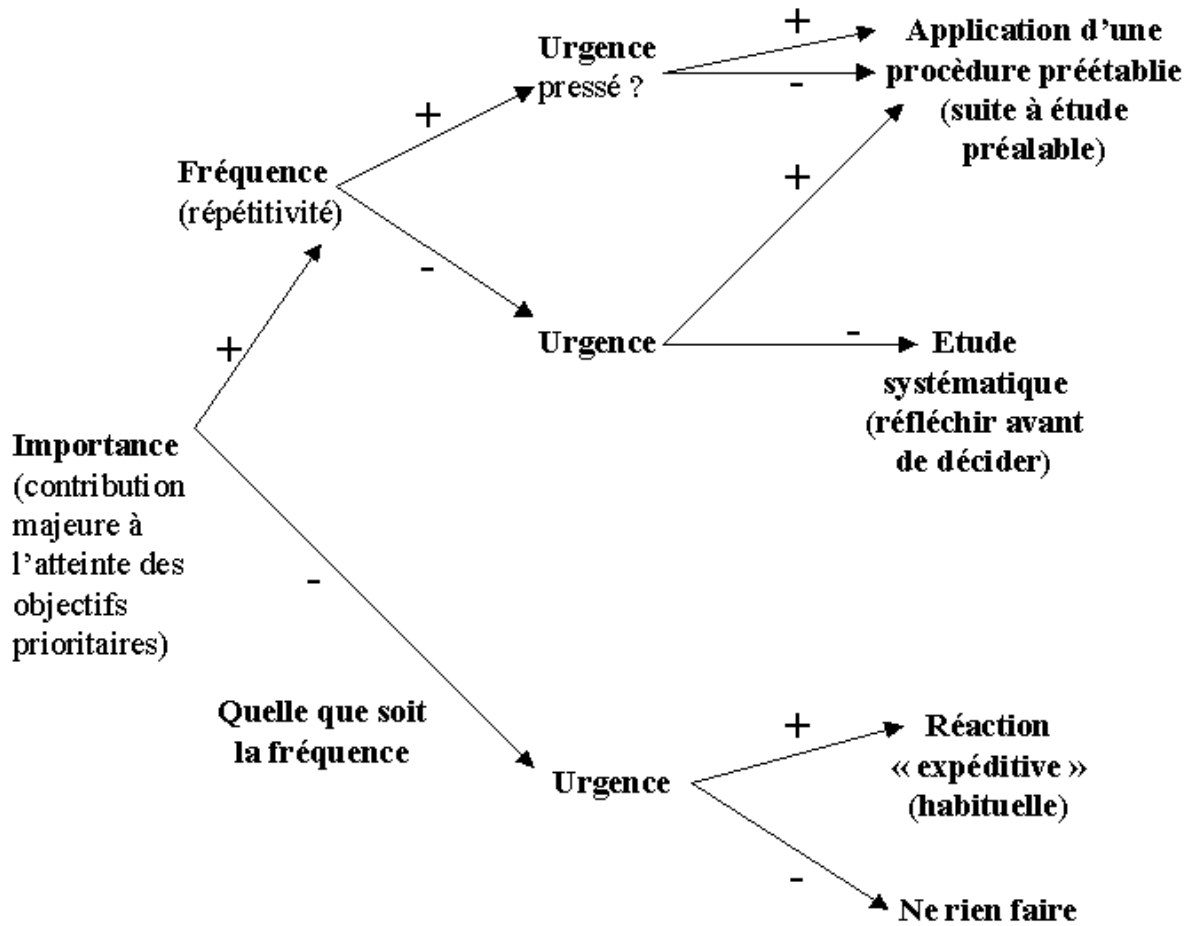 +
Application d’une
procèdure préétablie
(suite à étude
préalable)
Urgence
pressé ?
-
+
+
Fréquence
(répétitivité)
-
Urgence
-
Etude
systématique
(réfléchir avant
de décider)
+
Importance
(contribution
majeure à
l’atteinte des
objectifs
prioritaires)
-
Quelle que soit
la fréquence
Urgence
+
Réaction
« expéditive »
(habituelle)
-
Ne rien faire